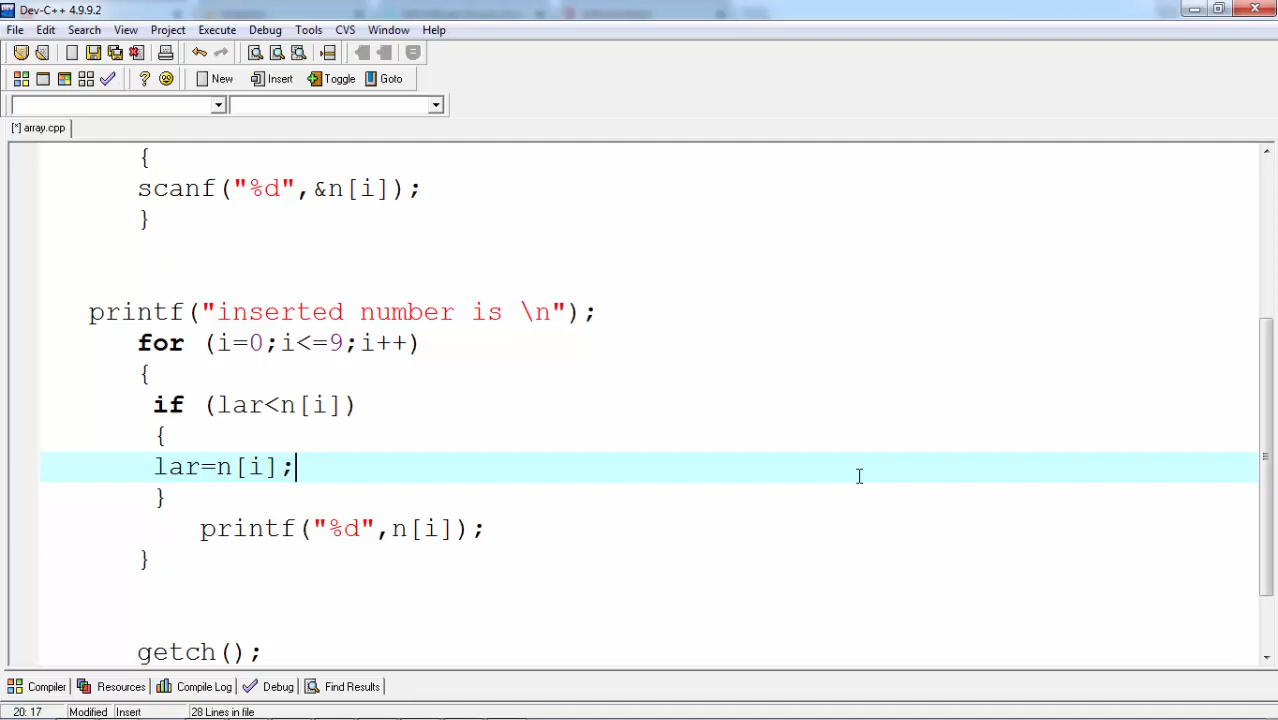 Dev-C++ 4.9.9.2
File Edit Search View Project Execute Debug Tools CVS Window Help
New Insert Toggle Goto
[*] array.cpp
{
scanf("%d",&n[i]);
}
printf("inserted number is \n");
for (i=0;i<=9;i++)
{
if (lar<n[i])
{
lar=n[i];
}
printf("%d",n[i]);
}
getch();
Compiler Resources Compile Log Debug Find Results
20: 17 Modified Insert 28 Lines in file